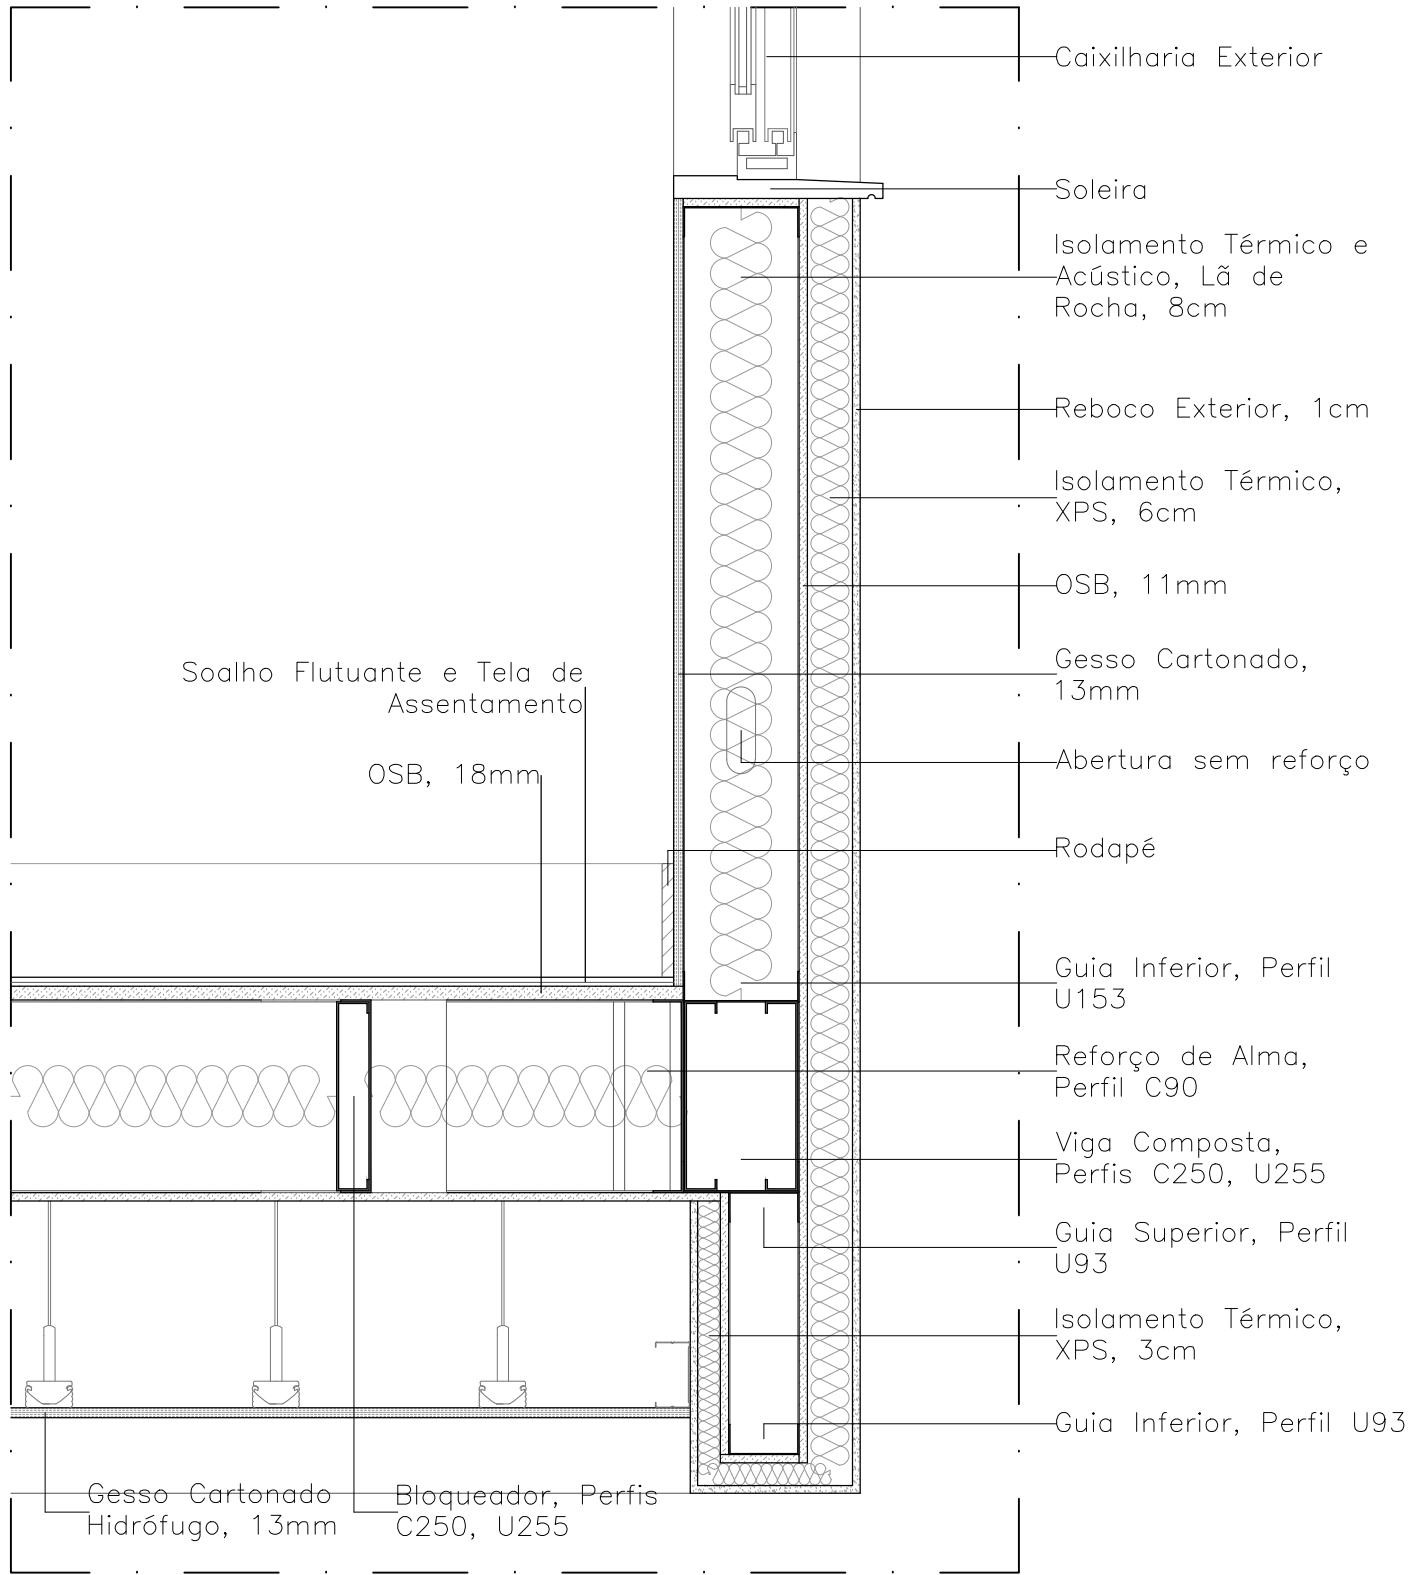 Caixilharia Exterior
Soleira
Isolamento Térmico e
Acústico, Lã de
Rocha, 8cm
Reboco Exterior, 1cm
Isolamento Térmico,
XPS, 6cm
OSB, 11mm
Gesso Cartonado,
13mm
Soalho Flutuante e Tela de
Assentamento
Abertura sem reforço
OSB, 18mm
Rodapé
Guia Inferior, Perfil
U153
Reforço de Alma,
Perfil C90
Viga Composta,
Perfis C250, U255
Guia Superior, Perfil
U93
Isolamento Térmico,
XPS, 3cm
Guia Inferior, Perfil U93
Gesso Cartonado
Hidrófugo, 13mm
Bloqueador, Perfis
C250, U255